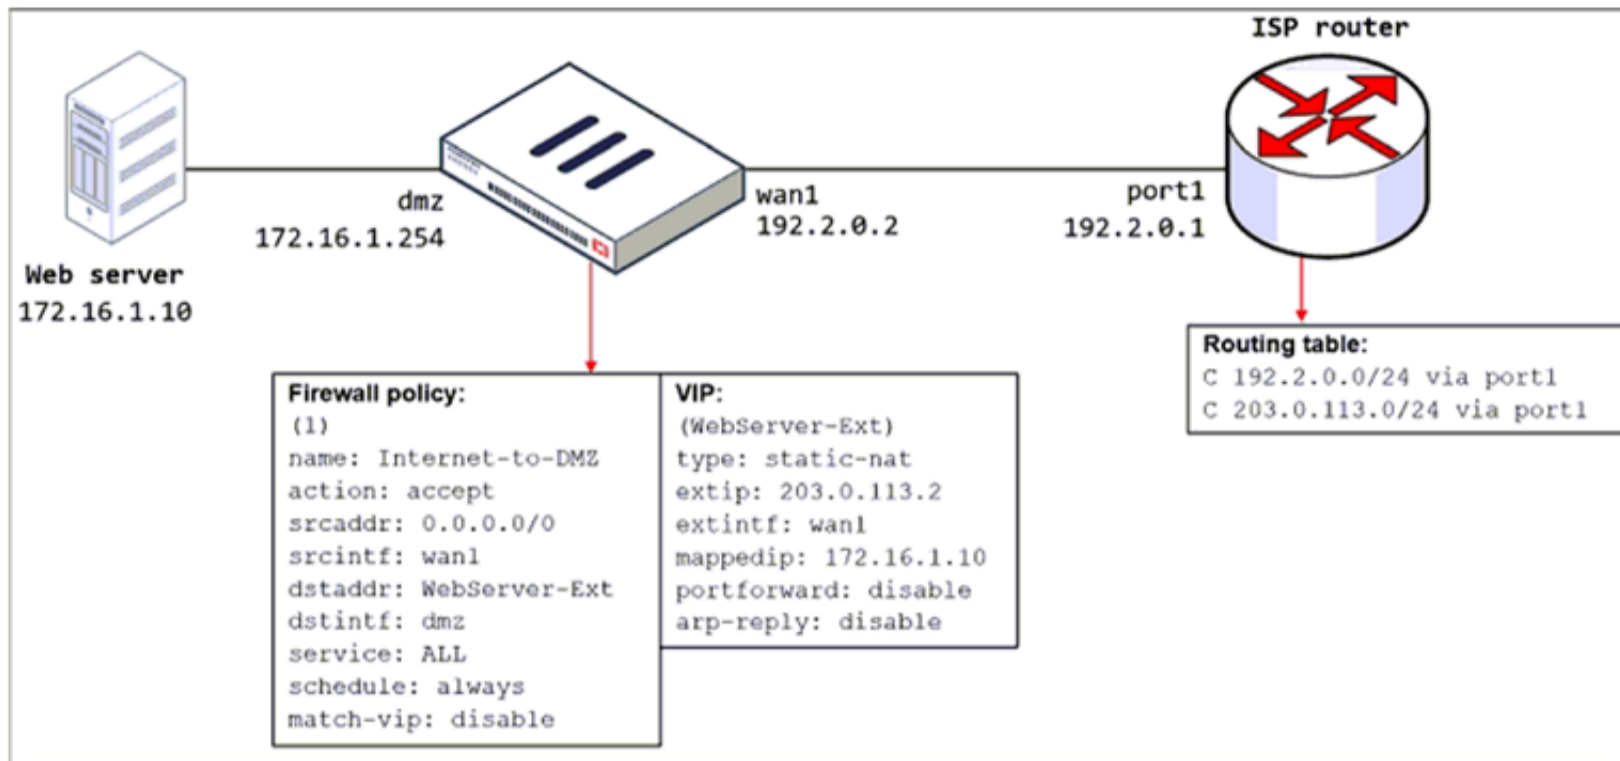 ISP router
dmz
172.16.1.254
wan1
192.2.0.2
port1
192.2.0.1
Web server
172.16.1.10
Routing table:
C 192.2.0.0/24 via port1
C 203.0.113.0/24 via port1
Firewall policy:
(1)
name: Internet-to-DMZ
action: accept
srcaddr: 0.0.0.0/0
srcintf: wan1
dstaddr: WebServer-Ext
dstintf: dmz
service: ALL
schedule: always
match-vip: disable
VIP:
(WebServer-Ext)
type: static-nat
extip: 203.0.113.2
extintf: wan1
mappedip: 172.16.1.10
portforward: disable
arp-reply: disable